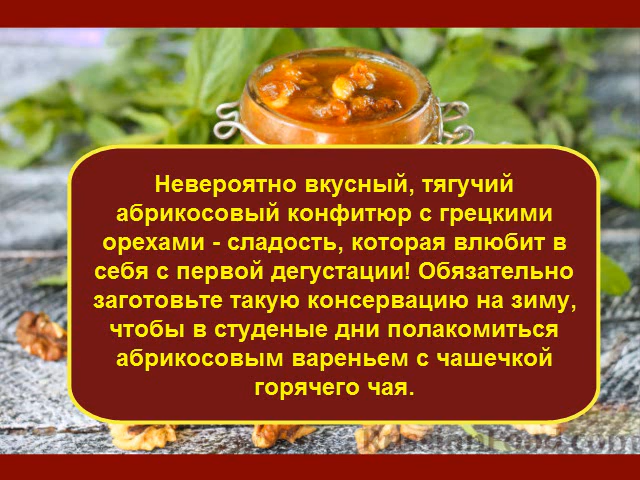 Невероятно вкусный, тягучий
абрикосовый конфитюр с грецкими
орехами - сладость, которая влюбит в
себя с первой дегустации! Обязательно
заготовьте такую консервацию на зиму,
чтобы в студеные дни полакомиться
абрикосовым вареньем с чашечкой
горячего чая.